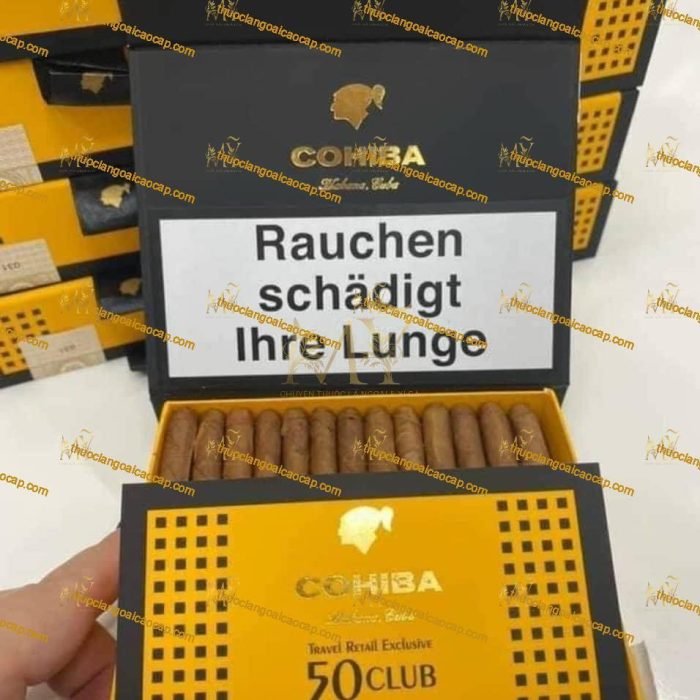 COHIBA
Habana, Cuba
Rauchen
schädigt
Ihre Lunge
COHIBA
Habana, Cuba
TRAVEL RETAIL EXCLUSIVE
50 CLUB
thuoclangoaicaocap.com